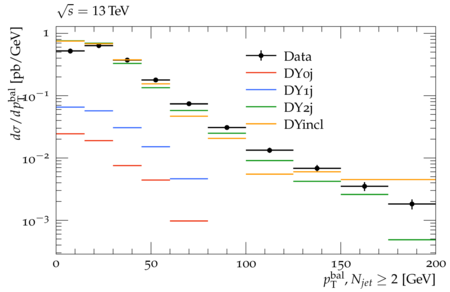 √s = 13 TeV
dσ/dp_T^bal [pb/GeV]
1
10^−1
10^−2
10^−3
Data
DY0j
DY1j
DY2j
DYincl
0 50 100 150 200
p_T^bal, N_jet ≥ 2 [GeV]